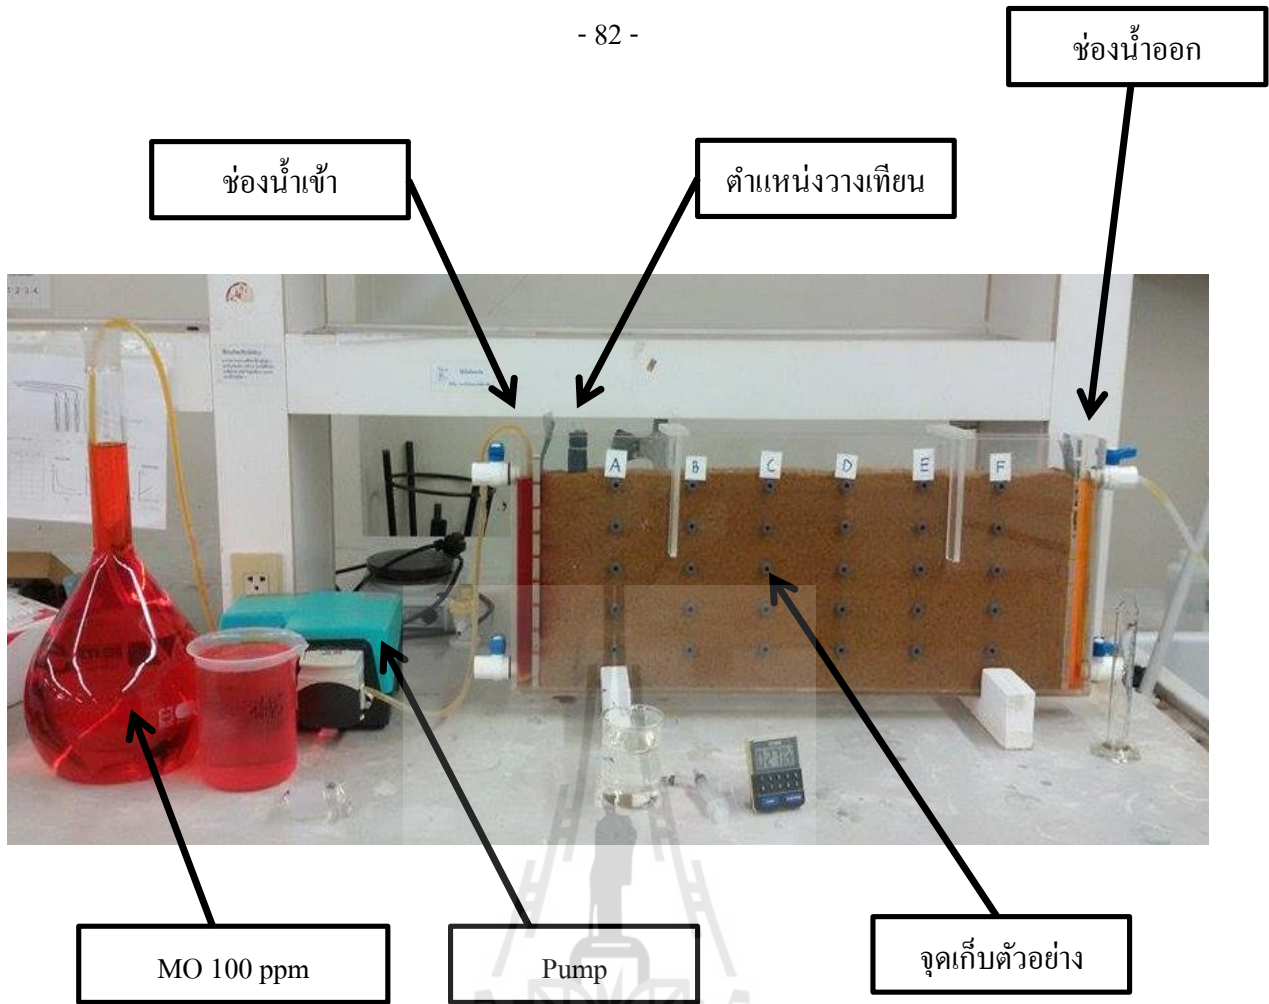 - 82 -
ช่องน้ำออก
ช่องน้ำเข้า
ตำแหน่งวางเทียน
A B C D E F
MO 100 ppm
Pump
จุดเก็บตัวอย่าง